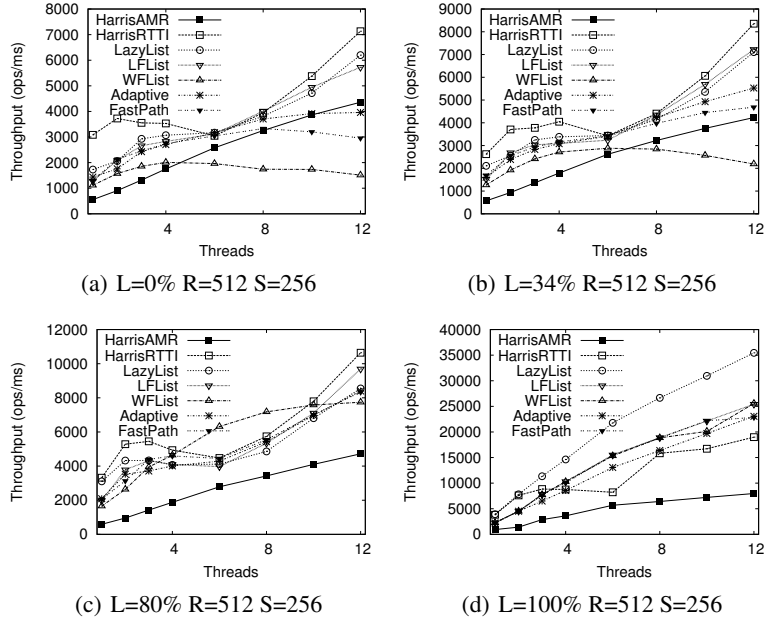 HarrisAMR
HarrisRTTI
LazyList
LFList
WFList
Adaptive
FastPath
8000
7000
6000
5000
4000
3000
2000
1000
0
4 8 12
Throughput (ops/ms)
Threads
(a) L=0% R=512 S=256
HarrisAMR
HarrisRTTI
LazyList
LFList
WFList
Adaptive
FastPath
9000
8000
7000
6000
5000
4000
3000
2000
1000
0
4 8 12
Throughput (ops/ms)
Threads
(b) L=34% R=512 S=256
HarrisAMR
HarrisRTTI
LazyList
LFList
WFList
Adaptive
FastPath
12000
10000
8000
6000
4000
2000
0
4 8 12
Throughput (ops/ms)
Threads
(c) L=80% R=512 S=256
HarrisAMR
HarrisRTTI
LazyList
LFList
WFList
Adaptive
FastPath
40000
35000
30000
25000
20000
15000
10000
5000
0
4 8 12
Throughput (ops/ms)
Threads
(d) L=100% R=512 S=256